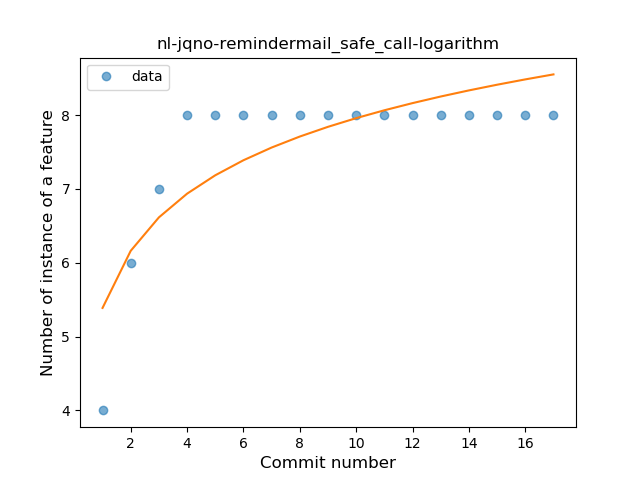 nl-jqno-remindermail_safe_call-logarithm
data
Number of instance of a feature
8
7
6
5
4
2 4 6 8 10 12 14 16
Commit number